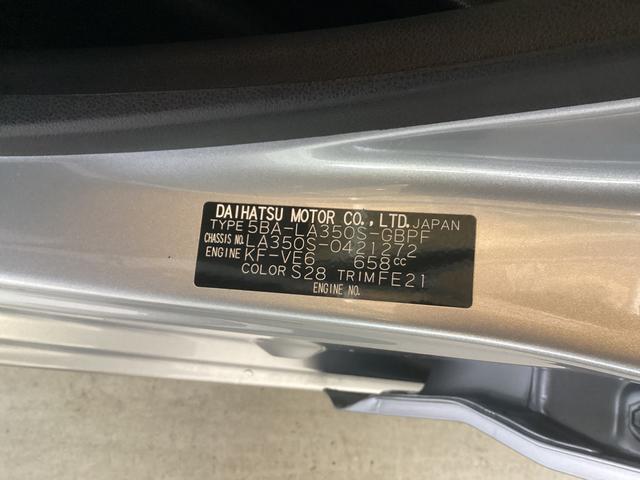 DAIHATSU MOTOR CO.,LTD. JAPAN
TYPE 5BA-LA350S-GBPF
CHASSIS NO. LA350S-0421272
ENGINE KF-VE6 658cc
COLOR S28 TRIM FE21
ENGINE NO.